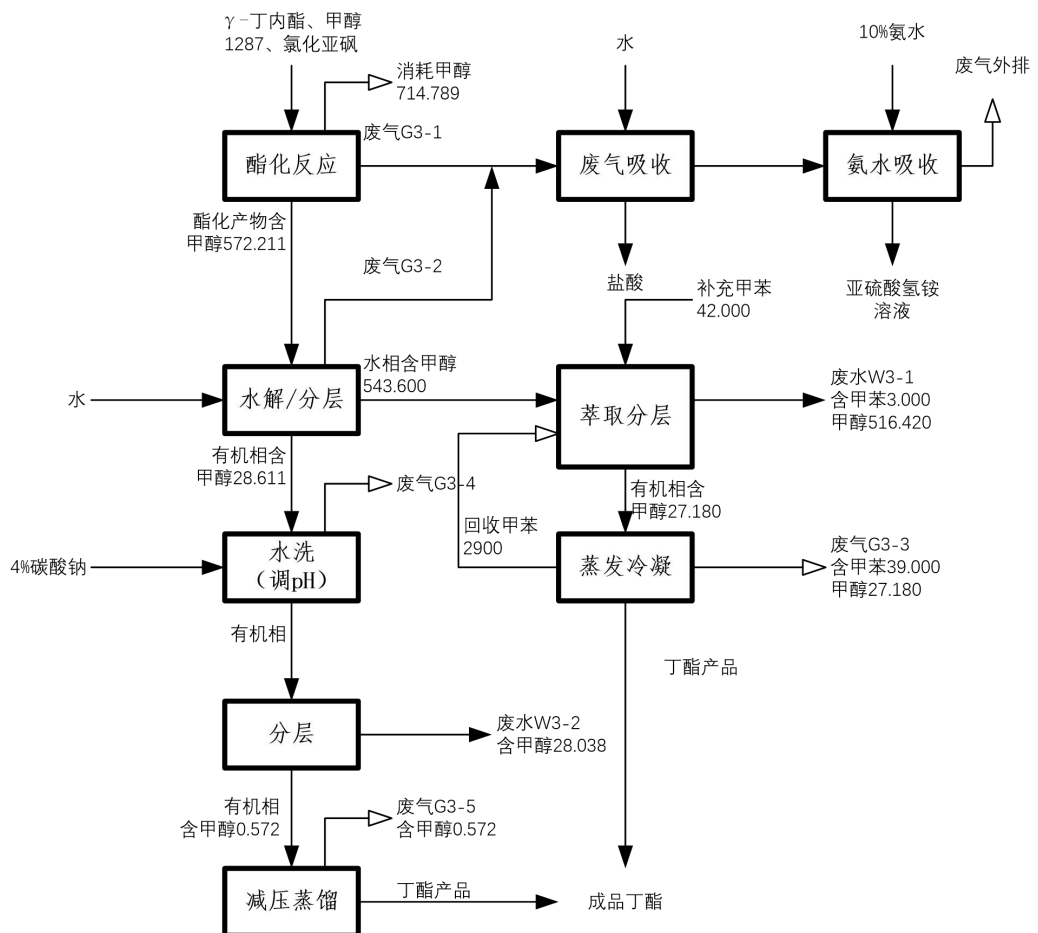 γ-丁内酯、甲醇
1287、氯化亚砜
消耗甲醇
714.789
水
10%氨水
废气外排
废气G3-1
酯化反应
废气吸收
氨水吸收
酯化产物含
甲醇572.211
废气G3-2
盐酸
补充甲苯
42.000
亚硫酸氢铵
溶液
水
水解/分层
水相含甲醇
543.600
萃取分层
废水W3-1
含甲苯3.000
甲醇516.420
有机相含
甲醇28.611
废气G3-4
回收甲苯
2900
有机相含
甲醇27.180
4%碳酸钠
水洗
（调pH）
蒸发冷凝
废气G3-3
含甲苯39.000
甲醇27.180
有机相
丁酯产品
分层
废水W3-2
含甲醇28.038
有机相
含甲醇0.572
废气G3-5
含甲醇0.572
减压蒸馏
丁酯产品
成品丁酯